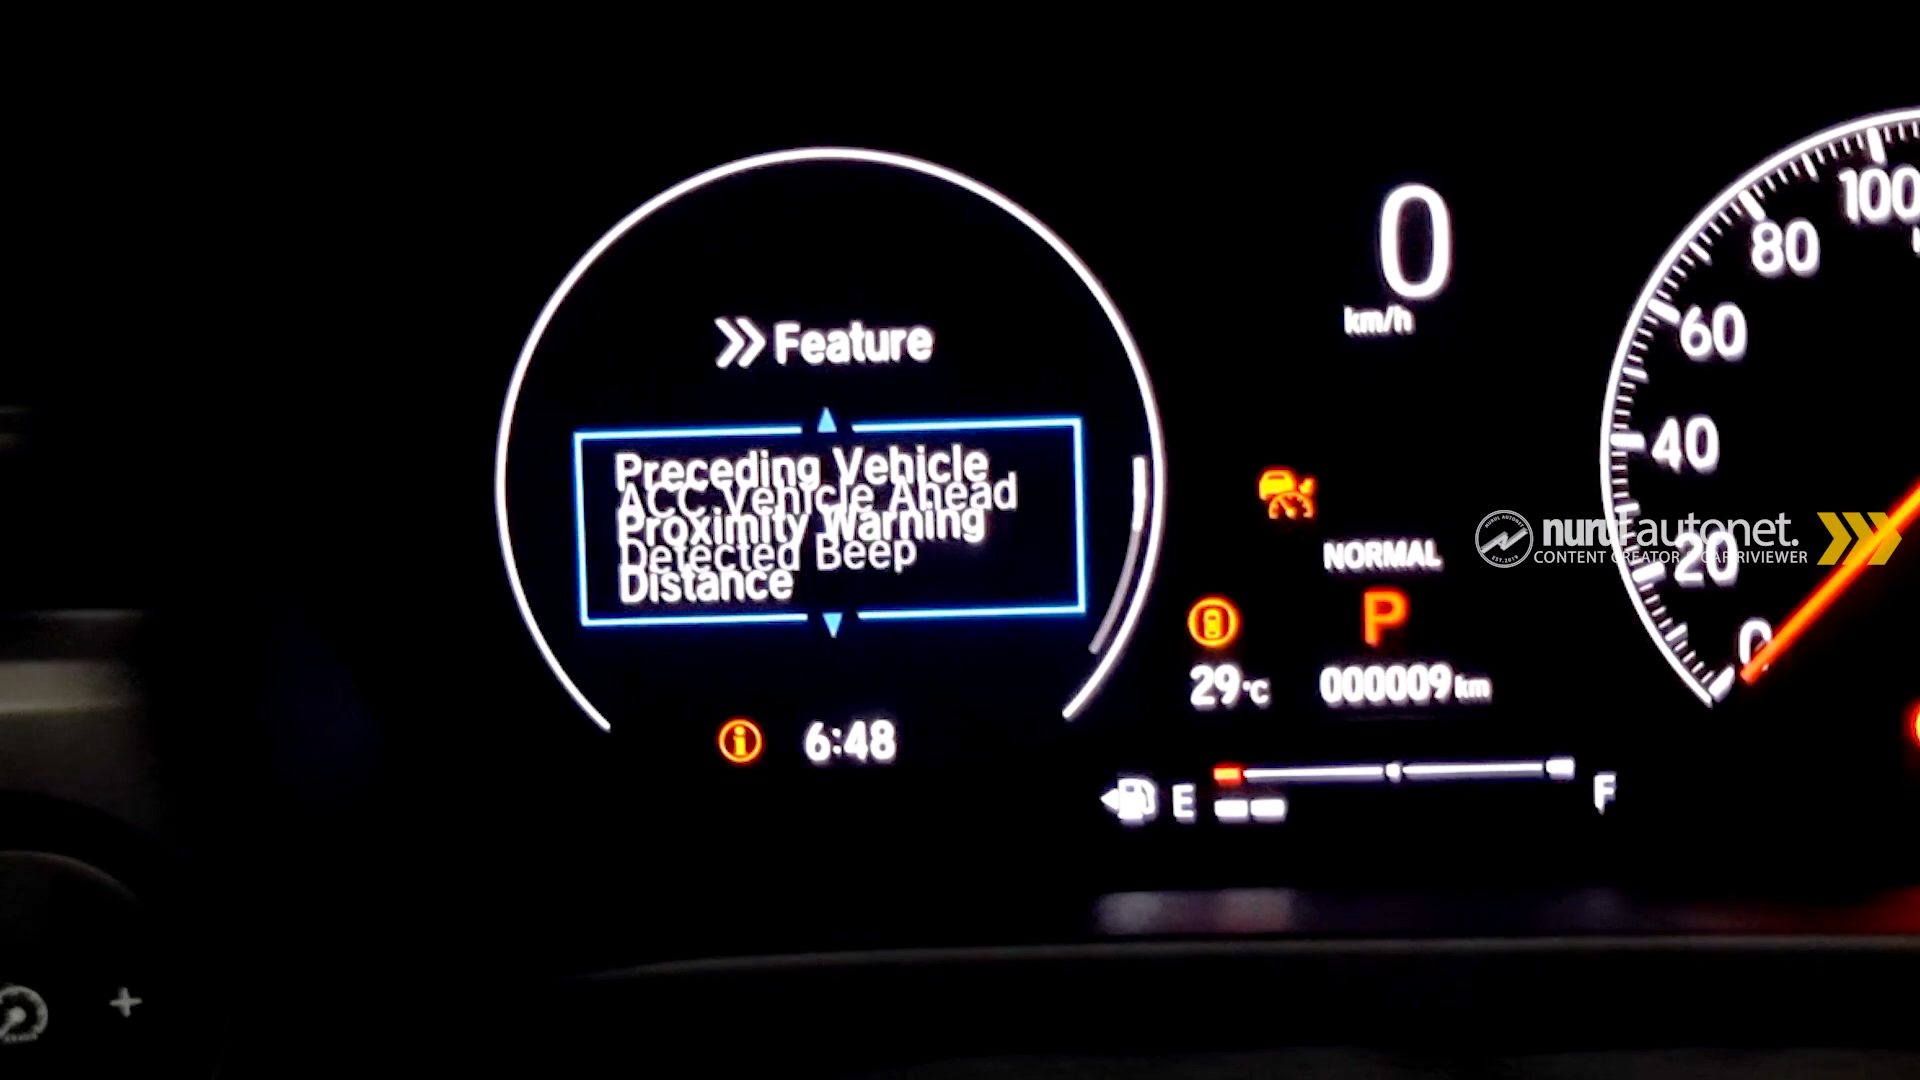 Feature
Preceding Vehicle
ACC Vehicle Ahead
Proximity Warning
Detected Beep
Distance
6:48
0
km/h
NORMAL
P
29°C
000009 km
E
F
100
80
60
40
20
0
nurulautonet.
CONTENT CREATOR & CAR RIVIEWER
+